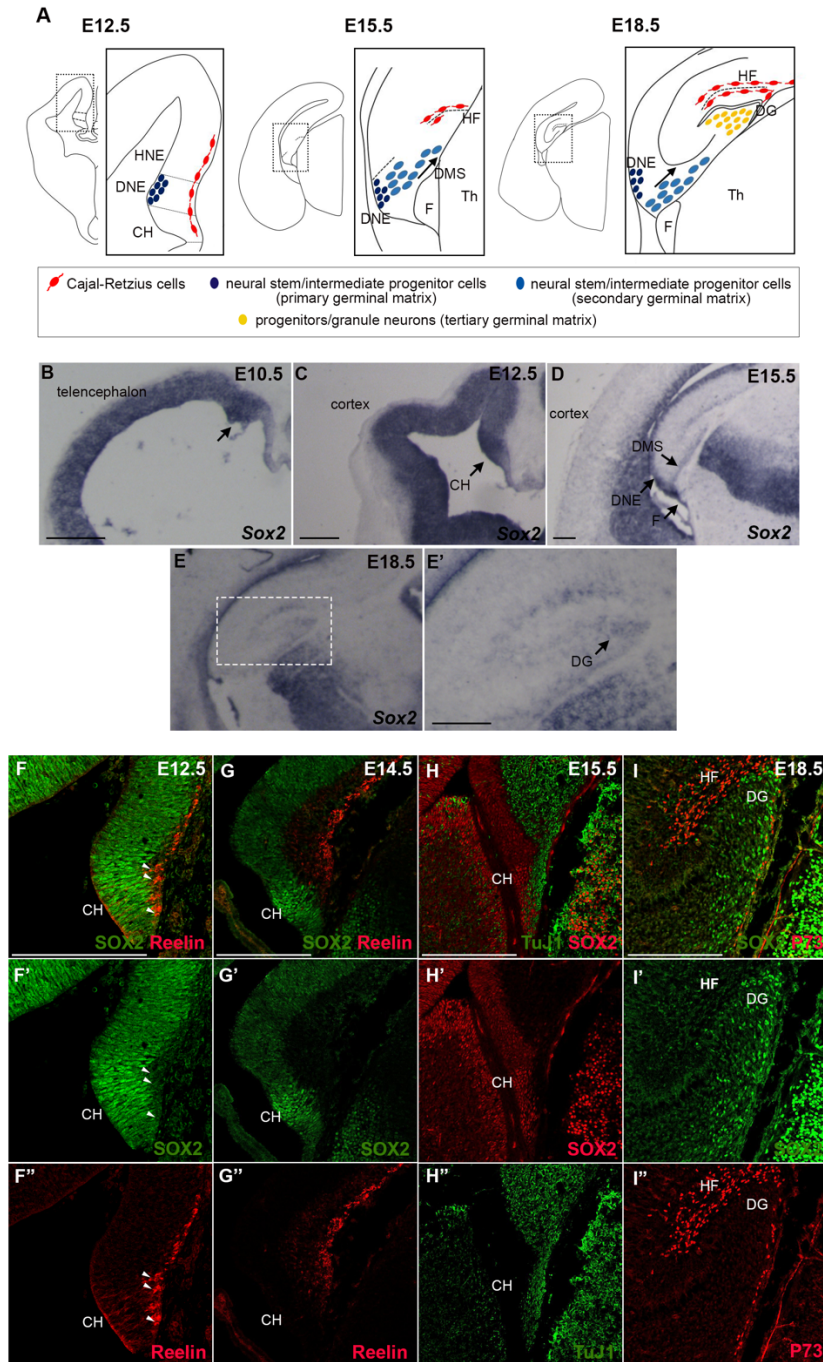 A
E12.5
E15.5
E18.5
HNE
DNE
CH
HF
DMS
DNE
F
Th
HF
DG
DNE
F
Th
Cajal-Retzius cells
neural stem/intermediate progenitor cells
(primary germinal matrix)
neural stem/intermediate progenitor cells
(secondary germinal matrix)
progenitors/granule neurons (tertiary germinal matrix)
B
E10.5
telencephalon
Sox2
C
E12.5
cortex
CH
Sox2
D
E15.5
cortex
DMS
DNE
F
Sox2
E
E18.5
Sox2
E'
DG
F
E12.5
CH
SOX2 Reelin
G
E14.5
CH
SOX2 Reelin
H
E15.5
CH
TuJ1 SOX2
I
E18.5
HF
DG
P73
F'
CH
SOX2
G'
CH
SOX2
H'
CH
SOX2
I'
HF
DG
F''
CH
Reelin
G''
CH
Reelin
H''
CH
TuJ1
I''
HF
DG
P73